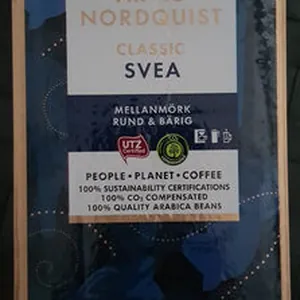 NORDQUIST
CLASSIC
SVEA
MELLANMÖRK
RUND & BÄRIG
UTZ
Certified
PEOPLE • PLANET • COFFEE
100% SUSTAINABILITY CERTIFICATIONS
100% CO₂ COMPENSATED
100% QUALITY ARABICA BEANS